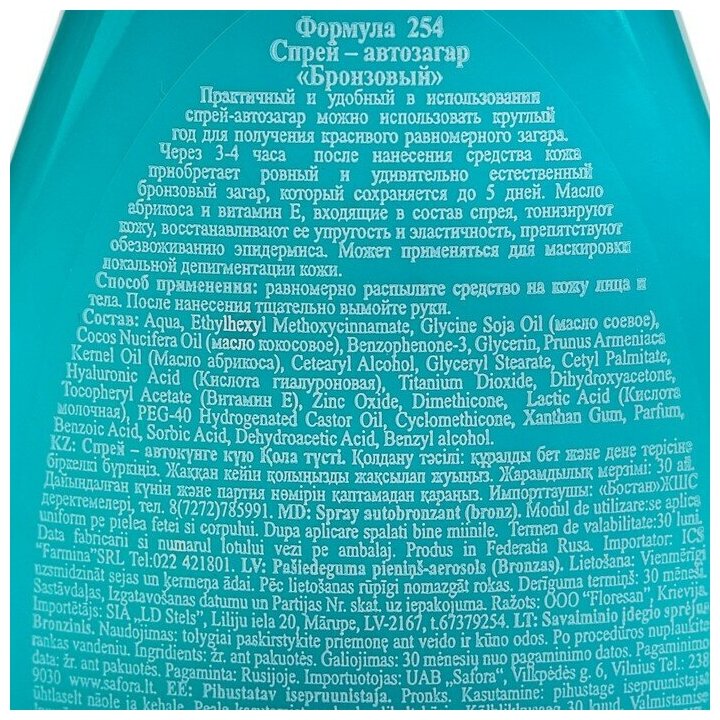 Формула 254
Спрей – автозагар
«Бронзовый»
Практичный и удобный в использовании
спрей-автозагар можно использовать круглый
год для получения красивого равномерного загара.
Через 3-4 часа после нанесения средства кожа
приобретает ровный и удивительно естественный
бронзовый загар, который сохраняется до 5 дней. Масло
абрикоса и витамин Е, входящие в состав спрея, тонизируют
кожу, восстанавливают ее упругость и эластичность, препятствуют
обезвоживанию эпидермиса. Может применяться для маскировки
локальной депигментации кожи.
Способ применения: равномерно распылите средство на кожу лица и
тела. После нанесения тщательно вымойте руки.
Состав: Aqua, Ethylhexyl Methoxycinnamate, Glycine Soja Oil (масло соевое),
Cocos Nucifera Oil (масло кокосовое), Benzophenone-3, Glycerin, Prunus Armeniaca
Kernel Oil (Масло абрикоса), Cetearyl Alcohol, Glyceryl Stearate, Cetyl Palmitate,
Hyaluronic Acid (Кислота гиалуроновая), Titanium Dioxide, Dihydroxyacetone,
Tocopheryl Acetate (Витамин Е), Zinc Oxide, Dimethicone, Lactic Acid (Кислота
молочная), PEG-40 Hydrogenated Castor Oil, Cyclomethicone, Xanthan Gum, Parfum,
Benzoic Acid, Sorbic Acid, Dehydroacetic Acid, Benzyl alcohol.
KZ: Спрей – автокүнге күю Қола түсті. Қолдану тәсілі: құралды бет және дене терісіне
біркелкі бүркіңіз. Жаққан кейін қолыңызды жақсылап жуыңыз. Жарамдылық мерзімі: 30 ай.
Дайындалған күнін және партия нөмірін қаптамадан қараңыз. Импорттаушы: «Бостан»ЖШС
деректемелері, тел. 8(7272)785991. MD: Spray autobronzant (bronz). Modul de utilizare:se aplica
uniform pe pielea fetei si corpului. Dupa aplicare spalati bine miinile. Termen de valabilitate:30 luni.
Data fabricarii si numarul lotului vezi pe ambalaj. Produs in Federatia Rusa. Importator: ICS
"Farmina"SRL Tel:022 421801. LV: Pašiedeguma pieniņš-aerosols (Bronzas). Lietošana: Vienmērīgi
uzsmidzināt sejas un ķermeņa ādai. Pēc lietošanas rūpīgi nomazgāt rokas. Derīguma termiņš: 30 mēneši.
Sastāvdaļas, Izgatavošanas datumu un Partijas Nr. skat. uz iepakojuma. Ražots: OOO "Floresan", Krievija.
Importētājs: SIA „LD Stels", Liliju iela 20, Mārupe, LV-2167, t.67379254. LT: Savaiminio įdegio sprėjus
Bronzinis. Naudojimas: tolygiai paskirstykite priemonę ant veido ir kūno odos. Po procedūros nuplaukite
rankas vandeniu. Ingridients: žr. ant pakuotės. Galiojimas: 30 mėnesių nuo pagaminimo datos. Pagaminimo
data: žr. ant pakuotės. Pagaminta: Rusijoje. Importuotojas: UAB „Safora", Vilkpėdės g. 6, Vilnius Tel.: 238
9030 www.safora.lt. EE: Pihustatav isepruunistaja. Pronks. Kasutamine: pihustage isepruunistajat
ühtlaselt näole ja kehale. Peale kasutamist 30 kuud. Valmistamise